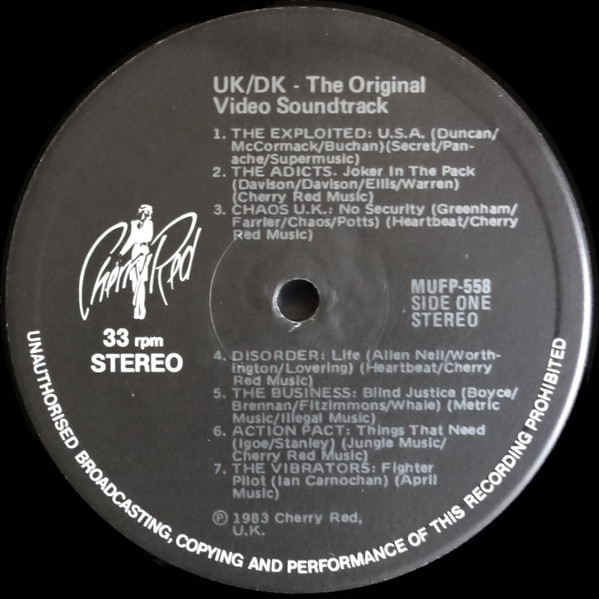 UK/DK - The Original
Video Soundtrack
1. THE EXPLOITED: U.S.A. (Duncan/
McCormack/Buchan)(Secret/Pan-
ache/Supermusic)
2. THE ADICTS. Joker In The Pack
(Davison/Davison/Ellis/Warren)
(Cherry Red Music)
3. CHAOS U.K.: No Security (Greenham/
Farrier/Chaos/Potts) (Heartbeat/Cherry
Red Music)
Cherry Red
MUFP-558
SIDE ONE
STEREO
33 rpm
STEREO
4. DISORDER: Life (Allen Nell/Worth-
ington/Lovering) (Heartbeat/Cherry
Red Music)
5. THE BUSINESS: Blind Justice (Boyce/
Brennan/Fitzimmons/Whale) (Metric
Music/Illegal Music)
6. ACTION PACT: Things That Need
(Igoe/Stanley) (Jungle Music/
Cherry Red Music)
7. THE VIBRATORS: Fighter
Pilot (Ian Carnochan) (April
Music)
℗ 1983 Cherry Red,
U.K.
UNAUTHORISED BROADCASTING, COPYING AND PERFORMANCE OF THIS RECORDING PROHIBITED